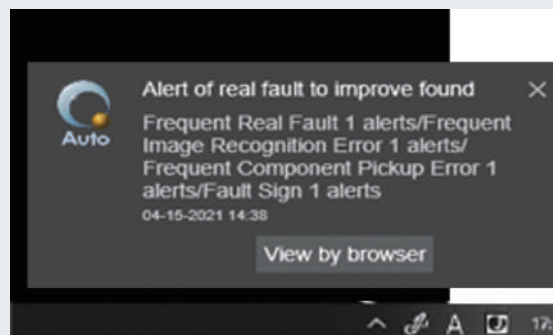 Alert of real fault to improve found
Auto
Frequent Real Fault 1 alerts/Frequent
Image Recognition Error 1 alerts/
Frequent Component Pickup Error 1
alerts/Fault Sign 1 alerts
04-15-2021 14:38
View by browser
A